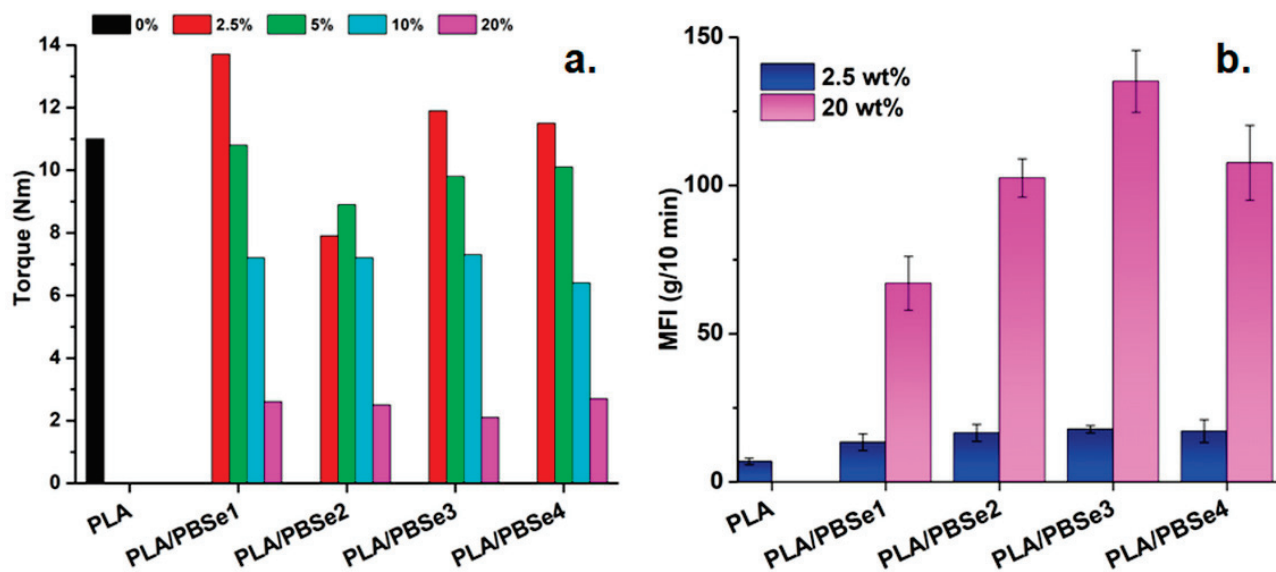 0% 2.5% 5% 10% 20%
a.
14
12
10
8
6
4
2
0
Torque (Nm)
PLA
PLA/PBSe1
PLA/PBSe2
PLA/PBSe3
PLA/PBSe4
b.
2.5 wt%
20 wt%
150
100
50
0
MFI (g/10 min)
PLA
PLA/PBSe1
PLA/PBSe2
PLA/PBSe3
PLA/PBSe4